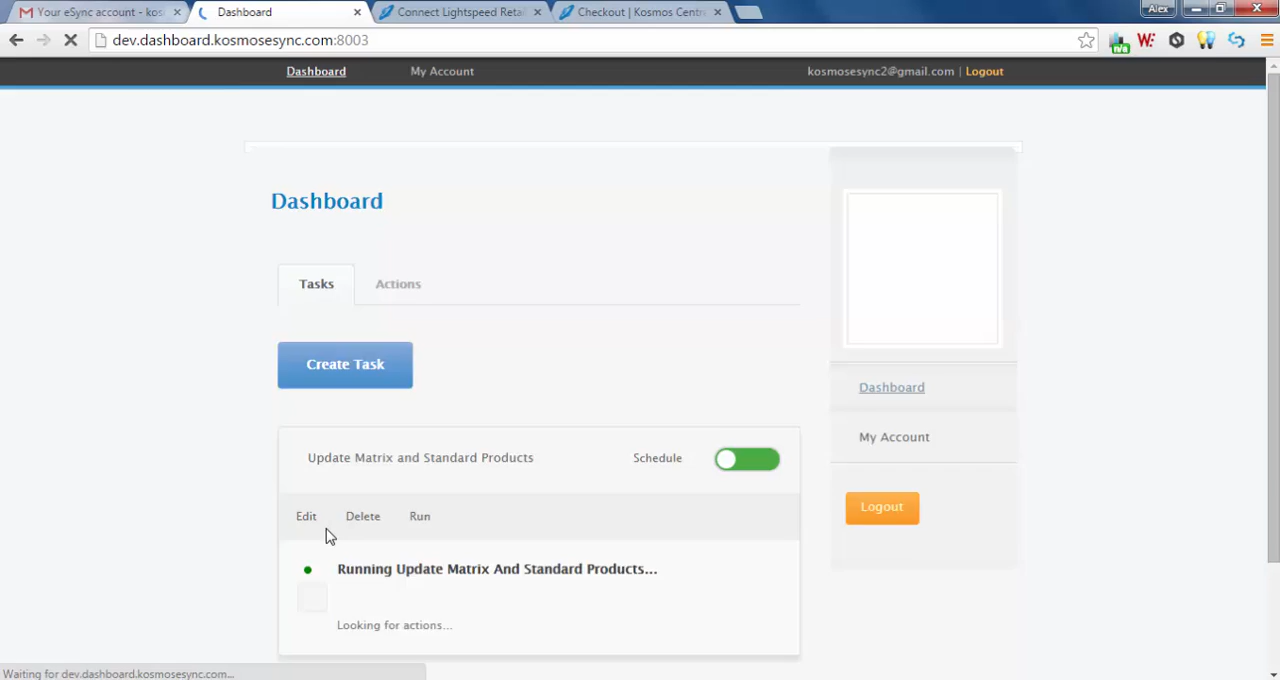 Your eSync account - kos
Dashboard
Connect Lightspeed Reta
Checkout | Kosmos Centr
Alex
dev.dashboard.kosmosesync.com:8003
Dashboard
My Account
kosmosesync2@gmail.com | Logout
Dashboard
Tasks
Actions
Create Task
Dashboard
My Account
Update Matrix and Standard Products
Schedule
Logout
Edit
Delete
Run
Running Update Matrix And Standard Products...
Looking for actions...
Waiting for dev.dashboard.kosmosesync.com...